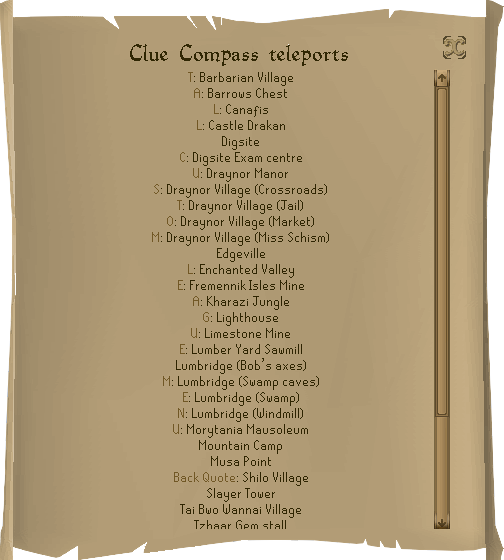 Clue Compass teleports
T: Barbarian Village
A: Barrows Chest
L: Canafis
L: Castle Drakan
Digsite
C: Digsite Exam centre
U: Draynor Manor
S: Draynor Village (Crossroads)
T: Draynor Village (Jail)
O: Draynor Village (Market)
M: Draynor Village (Miss Schism)
Edgeville
L: Enchanted Valley
E: Fremennik Isles Mine
A: Kharazi Jungle
G: Lighthouse
U: Limestone Mine
E: Lumber Yard Sawmill
Lumbridge (Bob's axes)
M: Lumbridge (Swamp caves)
E: Lumbridge (Swamp)
N: Lumbridge (Windmill)
U: Morytania Mausoleum
Mountain Camp
Musa Point
Back Quote: Shilo Village
Slayer Tower
Tai Bwo Wannai Village
Tzhaar Gem stall